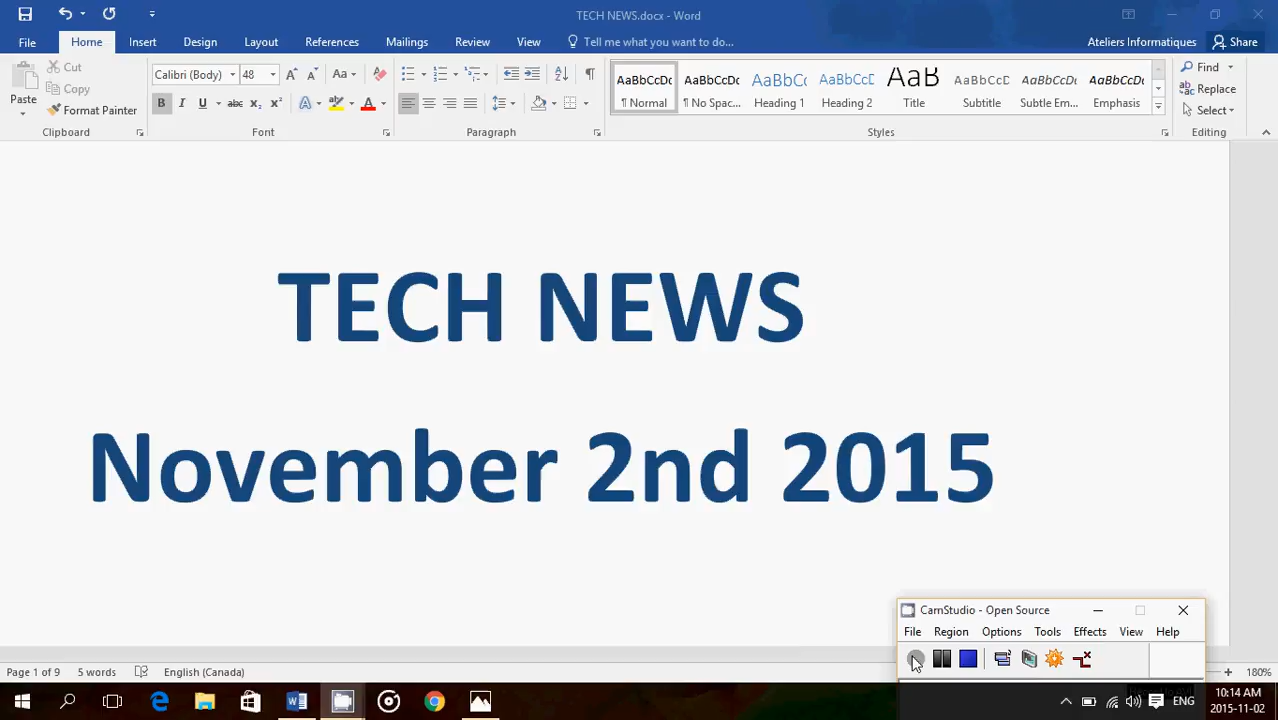 TECH NEWS.docx - Word
File Home Insert Design Layout References Mailings Review View Tell me what you want to do... Ateliers Informatiques Share
Cut
Copy
Paste
Format Painter
Clipboard
Calibri (Body) 48
Font
Paragraph
AaBbCcDc AaBbCcDc AaBbCc AaBbCcD AaB AaBbCcD AaBbCcDc AaBbCcDc
¶ Normal ¶ No Spac... Heading Heading 2 Title Subtitle Subtle Em... Emphasis
Styles
Find
Replace
Select
Editing
TECH NEWS
November 2nd 2015
CamStudio - Open Source
File Region Options Tools Effects View Help
Page 1 of 9 5 words English (Canada) 180%
ENG 10:14 AM
2015-11-02